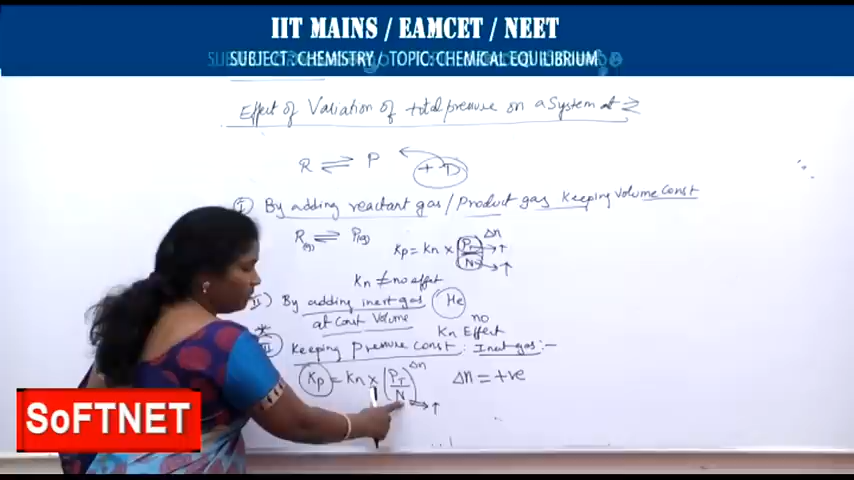 IIT MAINS / EAMCET / NEET
SUBJECT: CHEMISTRY / TOPIC: CHEMICAL EQUILIBRIUM
Effect of Variation of total pressure on a System at ⇌
R ⇌ P + D
I By adding reactant gas / Product gas Keeping Volume Const
R(g) ⇌ P(g)
Kp = Kn × (PT→↑ / N→↑)^Δn
Kn ≠ no effet
II) By adding inert gas He
at Const Volume
no
Kn Effect
* III Keeping Pressure Const: Inert gas:-
Kp = Kn × (PT / N)^Δn Δn = +ve
→↑
SoFTNET